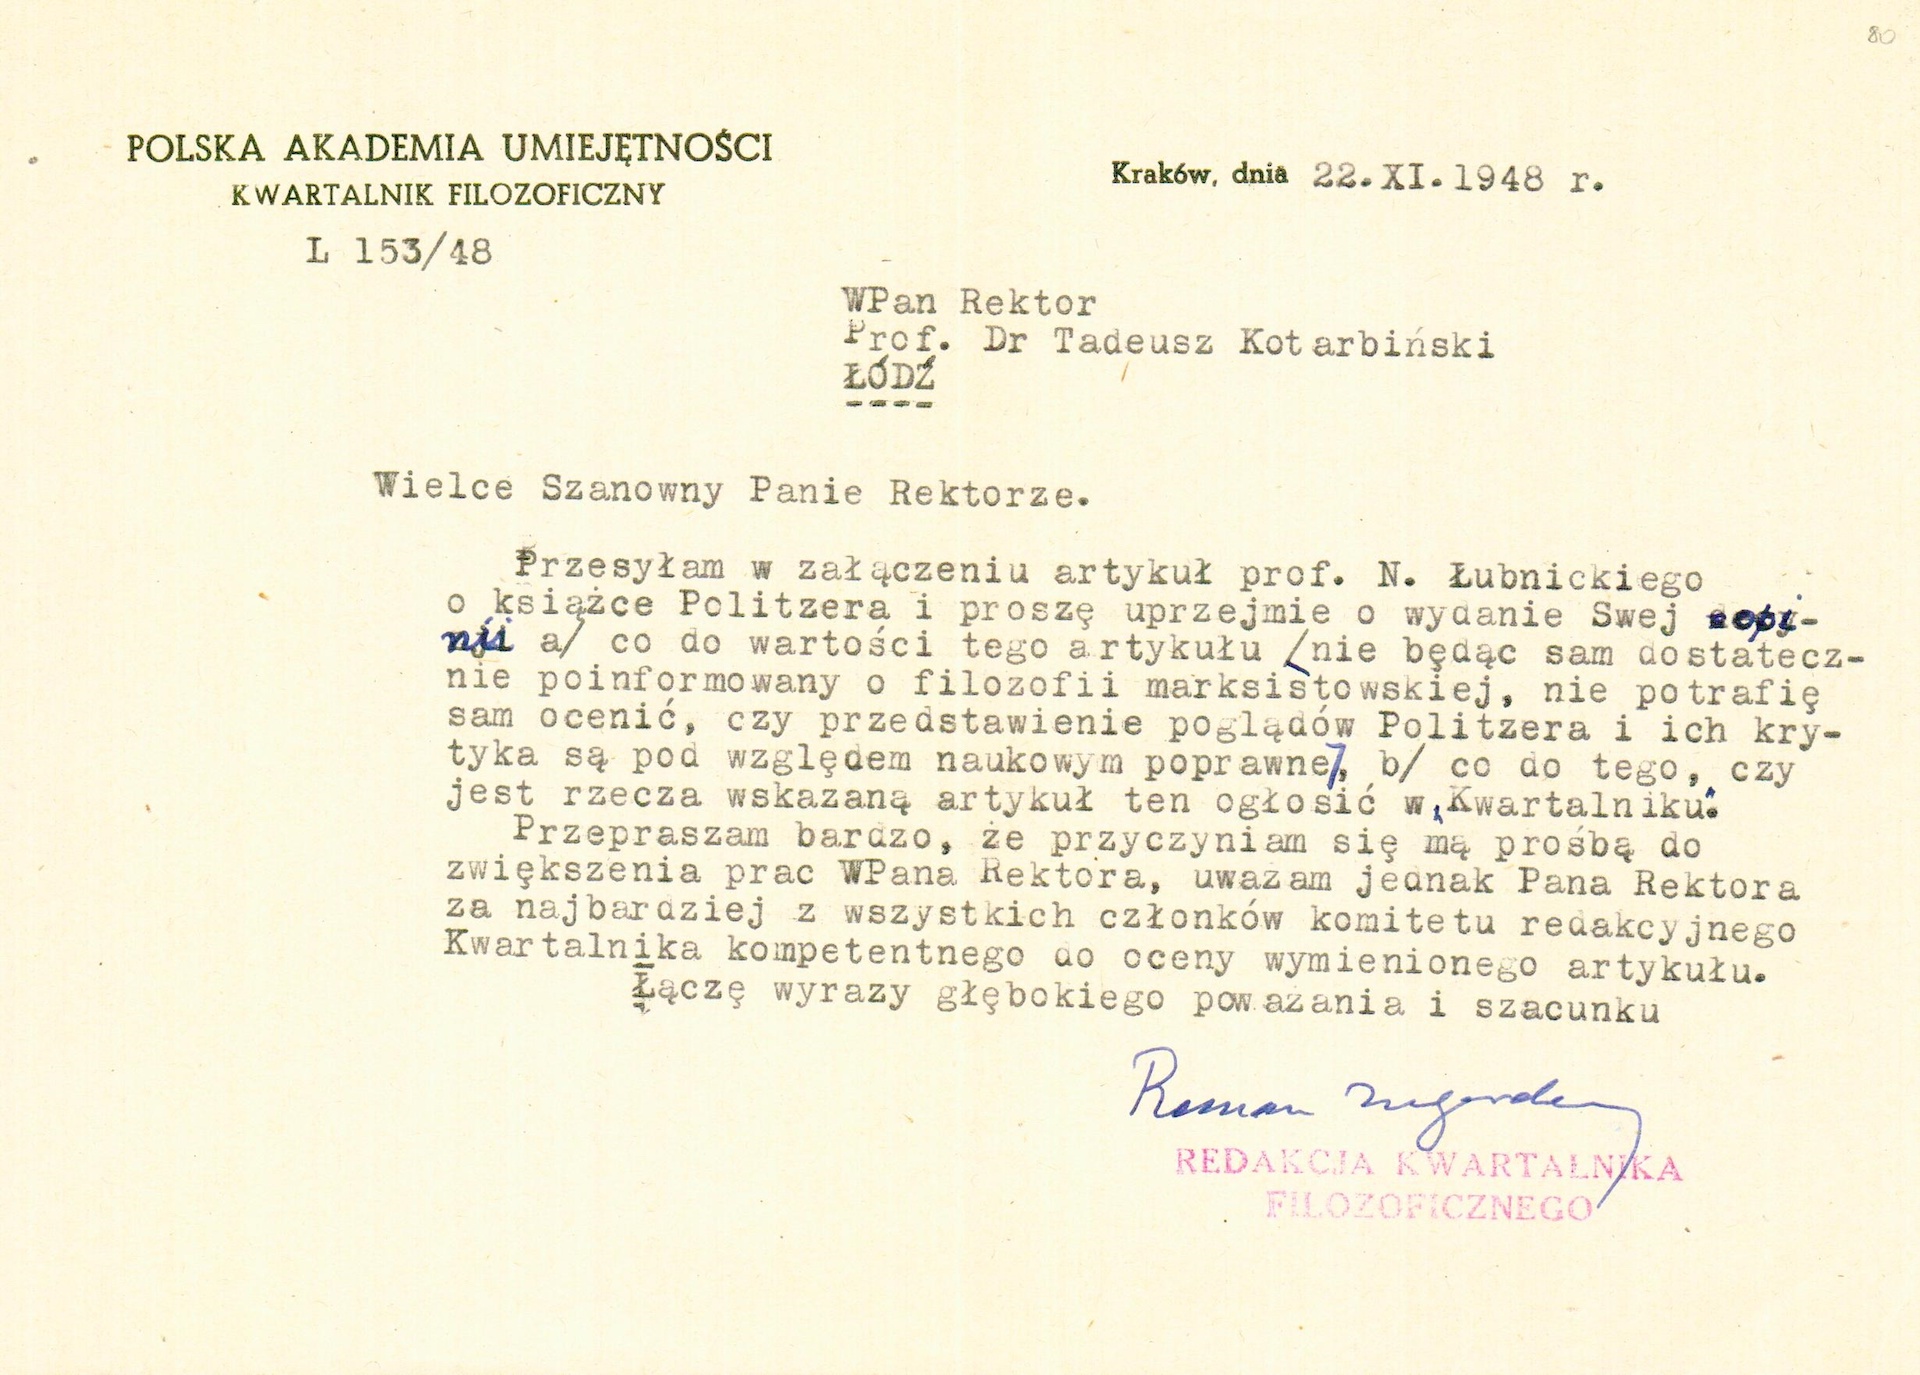 80
POLSKA AKADEMIA UMIEJĘTNOŚCI
KWARTALNIK FILOZOFICZNY
L 153/48
Kraków, dnia 22.XI.1948 r.
WPan Rektor
Prof. Dr Tadeusz Kotarbiński
ŁÓDŹ
----
Wielce Szanowny Panie Rektorze.
Przesyłam w załączeniu artykuł prof. N. Łubnickiego
o książce Politzera i proszę uprzejmie o wydanie Swej opi-
nii a/ co do wartości tego artykułu /nie będąc sam dostatecz-
nie poinformowany o filozofii marksistowskiej, nie potrafię
sam ocenić, czy przedstawienie poglądów Politzera i ich kry-
tyka są pod względem naukowym poprawne/, b/ co do tego, czy
jest rzecza wskazaną artykuł ten ogłosić w „Kwartalniku".
Przepraszam bardzo, że przyczyniam się mą prośbą do
zwiększenia prac WPana Rektora, uważam jednak Pana Rektora
za najbardziej z wszystkich członków komitetu redakcyjnego
Kwartalnika kompetentnego do oceny wymienionego artykułu.
Łączę wyrazy głębokiego poważania i szacunku
Roman Ingarden
REDAKCJA KWARTALNIKA
FILOZOFICZNEGO